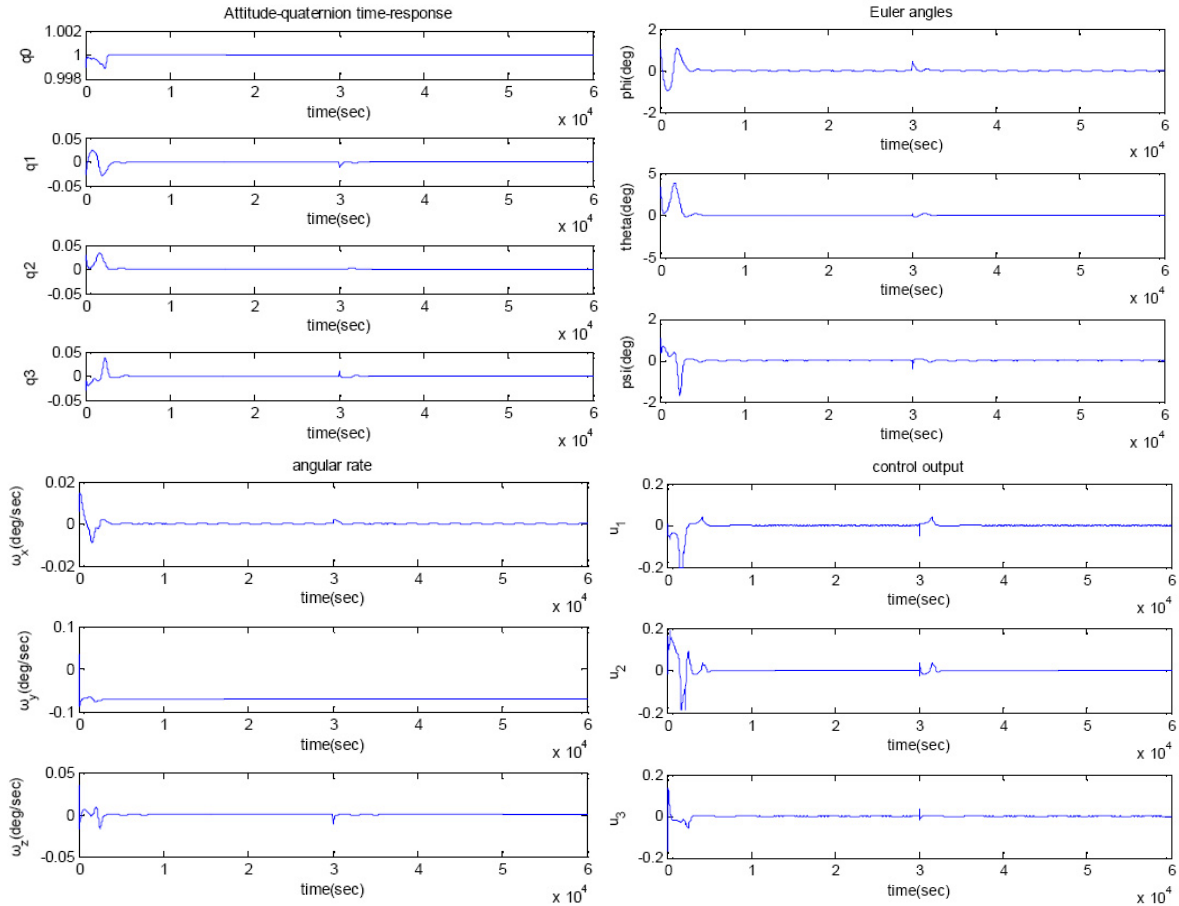 Attitude-quaternion time-response
1.002
q0
1
0.998
0 1 2 3 4 5 6
time(sec)
x 10^4
0.05
q1
0
-0.05
0 1 2 3 4 5 6
time(sec)
x 10^4
0.05
q2
0
-0.05
0 1 2 3 4 5 6
time(sec)
x 10^4
0.05
q3
0
-0.05
0 1 2 3 4 5 6
time(sec)
x 10^4
Euler angles
2
phi(deg)
0
-2
0 1 2 3 4 5 6
time(sec)
x 10^4
5
theta(deg)
0
-5
0 1 2 3 4 5 6
time(sec)
x 10^4
2
psi(deg)
0
-2
0 1 2 3 4 5 6
time(sec)
x 10^4
angular rate
0.02
ω_x(deg/sec)
0
-0.02
0 1 2 3 4 5 6
time(sec)
x 10^4
0.1
ω_y(deg/sec)
0
-0.1
0 1 2 3 4 5 6
time(sec)
x 10^4
0.05
ω_z(deg/sec)
0
-0.05
0 1 2 3 4 5 6
time(sec)
x 10^4
control output
0.2
u_1
0
-0.2
0 1 2 3 4 5 6
time(sec)
x 10^4
0.2
u_2
0
-0.2
0 1 2 3 4 5 6
time(sec)
x 10^4
0.2
u_3
0
-0.2
0 1 2 3 4 5 6
time(sec)
x 10^4